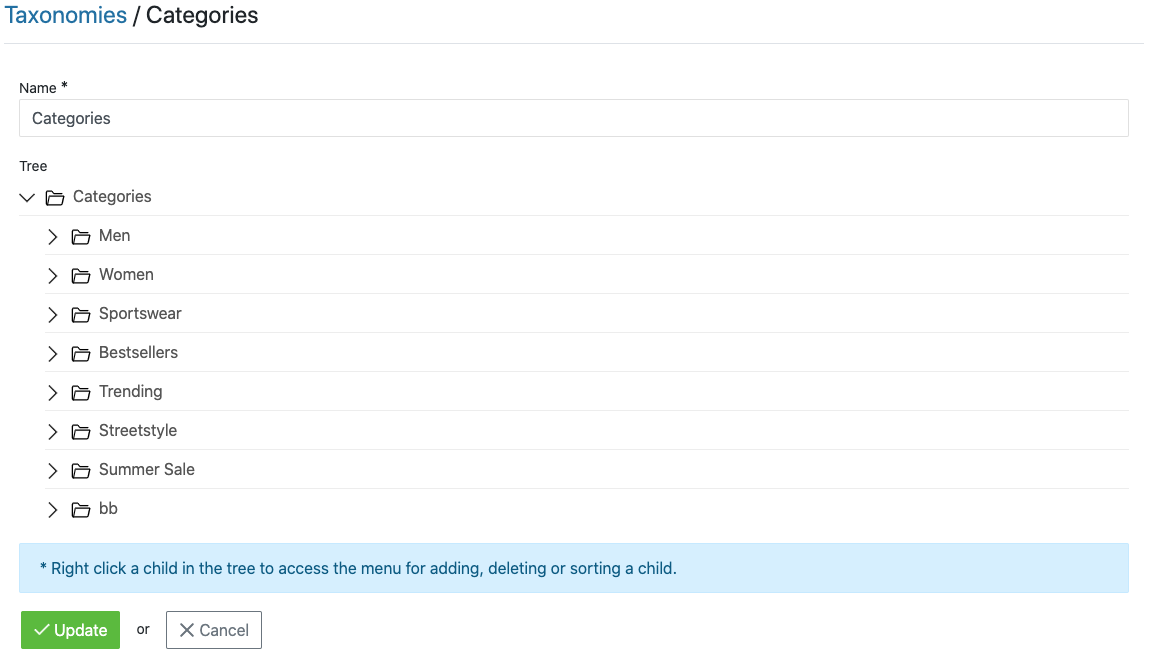 Taxonomies / Categories
Name *
Categories
Tree
Categories
Men
Women
Sportswear
Bestsellers
Trending
Streetstyle
Summer Sale
bb
* Right click a child in the tree to access the menu for adding, deleting or sorting a child.
Update or Cancel